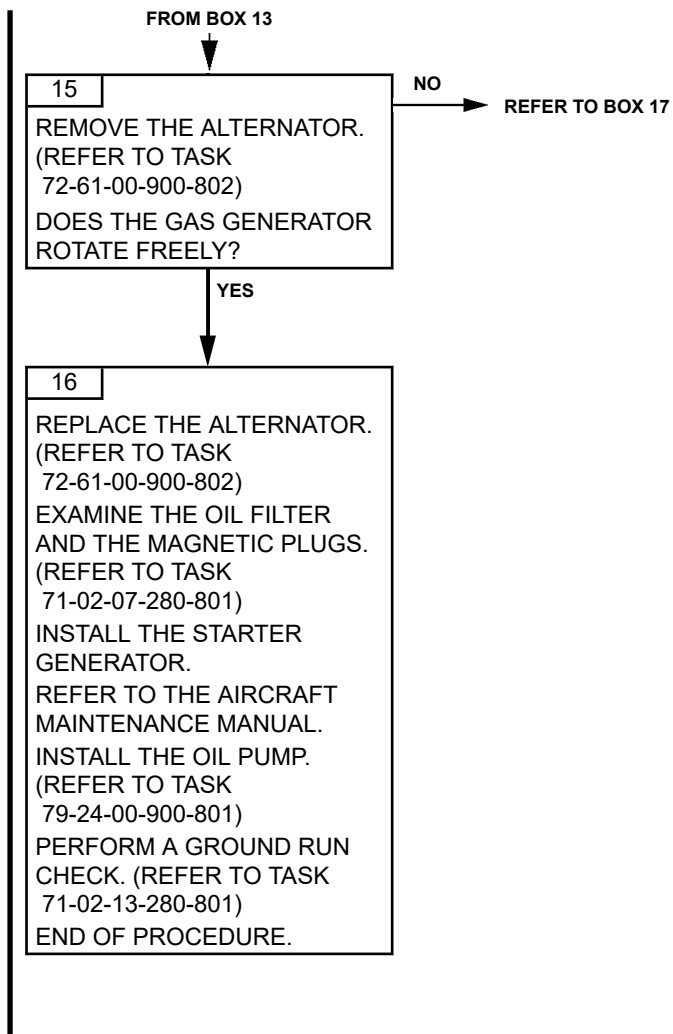 FROM BOX 13
15
NO
REFER TO BOX 17
REMOVE THE ALTERNATOR.
(REFER TO TASK
72-61-00-900-802)
DOES THE GAS GENERATOR
ROTATE FREELY?
YES
16
REPLACE THE ALTERNATOR.
(REFER TO TASK
72-61-00-900-802)
EXAMINE THE OIL FILTER
AND THE MAGNETIC PLUGS.
(REFER TO TASK
71-02-07-280-801)
INSTALL THE STARTER
GENERATOR.
REFER TO THE AIRCRAFT
MAINTENANCE MANUAL.
INSTALL THE OIL PUMP.
(REFER TO TASK
79-24-00-900-801)
PERFORM A GROUND RUN
CHECK. (REFER TO TASK
71-02-13-280-801)
END OF PROCEDURE.